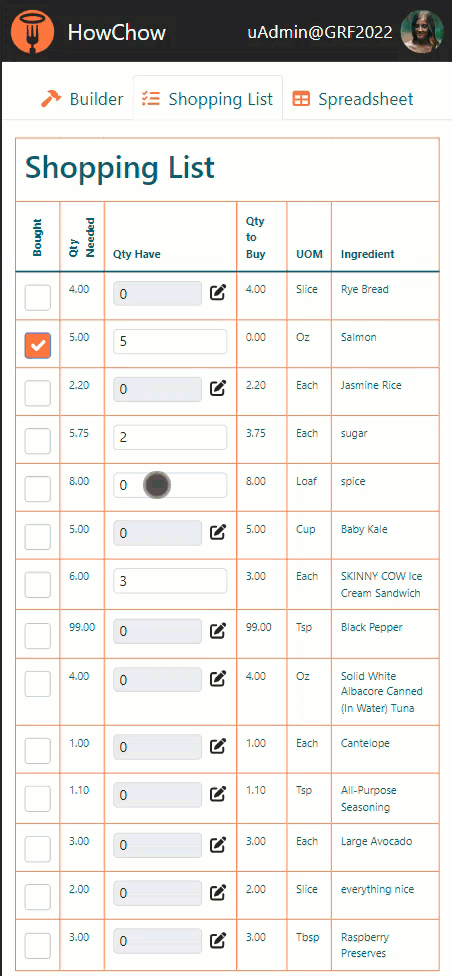 HowChow
uAdmin@GRF2022
Builder
Shopping List
Spreadsheet
Shopping List
Bought
Qty
Needed
Qty Have
Qty
to
Buy
UOM
Ingredient
4.00 0 4.00 Slice Rye Bread
5.00 5 0.00 Oz Salmon
2.20 0 2.20 Each Jasmine Rice
5.75 2 3.75 Each sugar
8.00 0 8.00 Loaf spice
5.00 0 5.00 Cup Baby Kale
6.00 3 3.00 Each SKINNY COW Ice
Cream Sandwich
99.00 0 99.00 Tsp Black Pepper
4.00 0 4.00 Oz Solid White
Albacore Canned
(In Water) Tuna
1.00 0 1.00 Each Cantelope
1.10 0 1.10 Tsp All-Purpose
Seasoning
3.00 0 3.00 Each Large Avocado
2.00 0 2.00 Slice everything nice
3.00 0 3.00 Tbsp Raspberry
Preserves